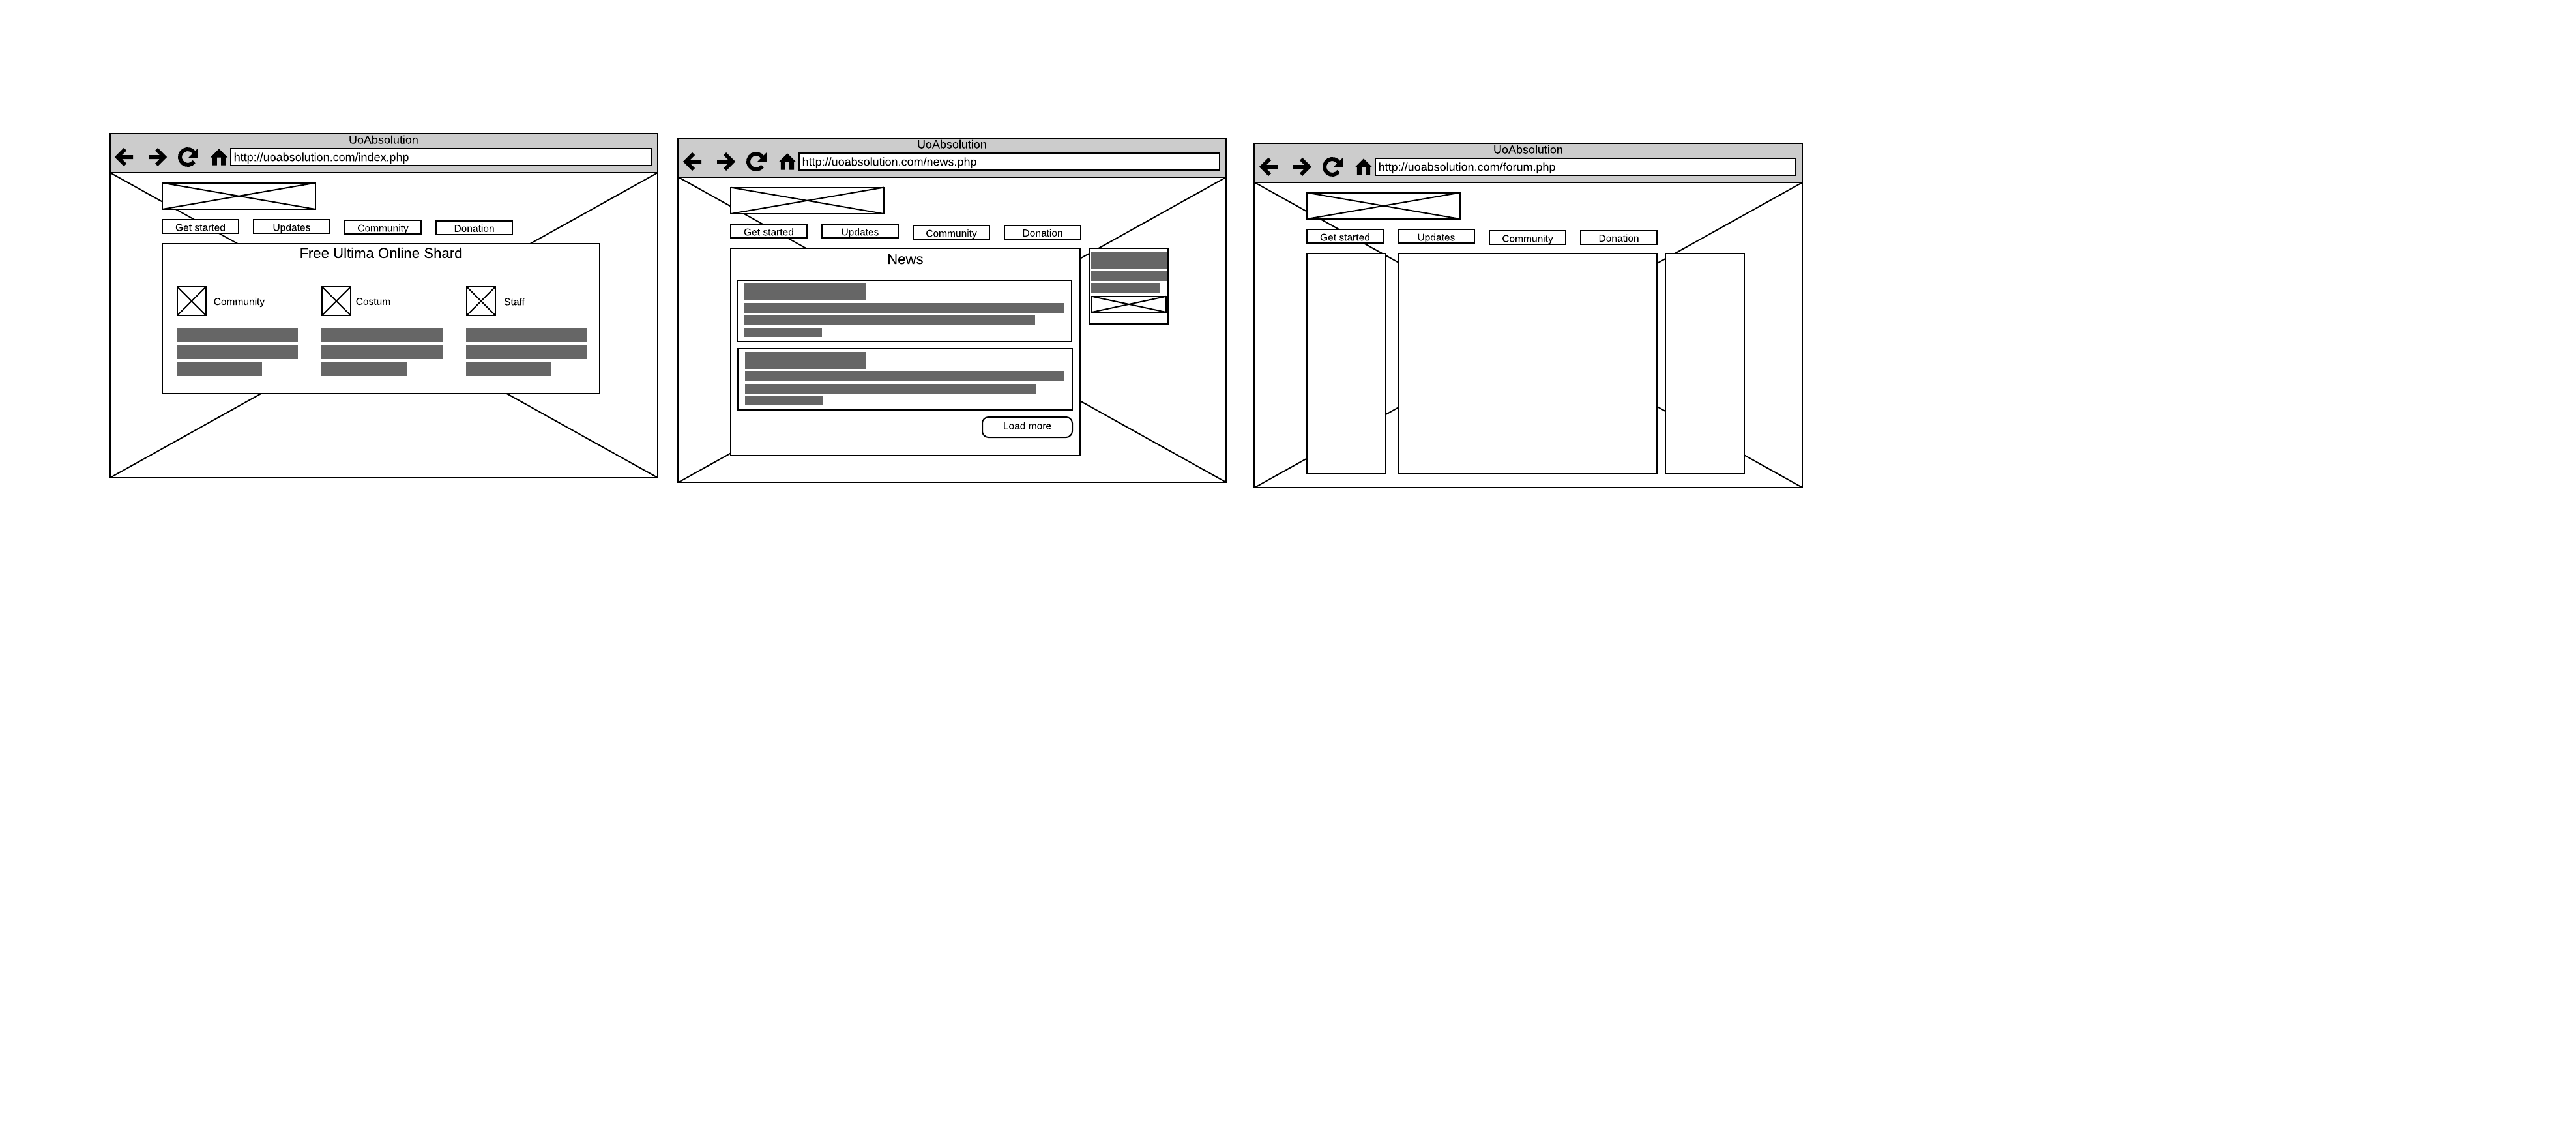 UoAbsolution
http://uoabsolution.com/index.php
Get started
Updates
Community
Donation
Free Ultima Online Shard
Community
Costum
Staff
UoAbsolution
http://uoabsolution.com/news.php
Get started
Updates
Community
Donation
News
Load more
UoAbsolution
http://uoabsolution.com/forum.php
Get started
Updates
Community
Donation